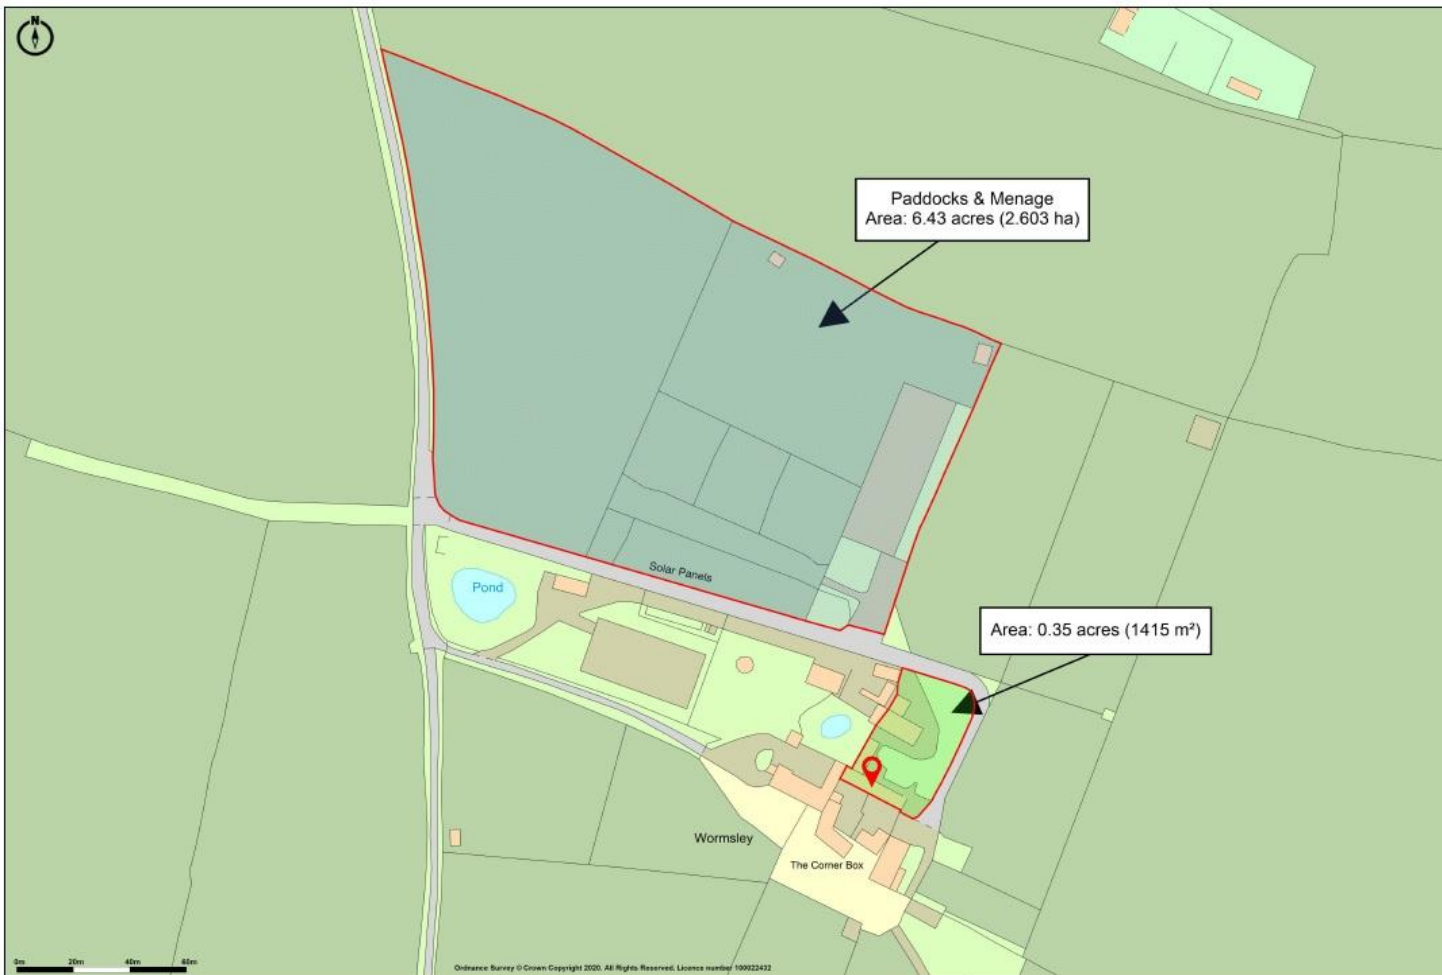 N
Paddocks & Menage
Area: 6.43 acres (2.603 ha)
Solar Panels
Pond
Area: 0.35 acres (1415 m²)
Wormsley
The Corner Box
0m 20m 40m 60m
Ordnance Survey © Crown Copyright 2020. All Rights Reserved. Licence number 100022432